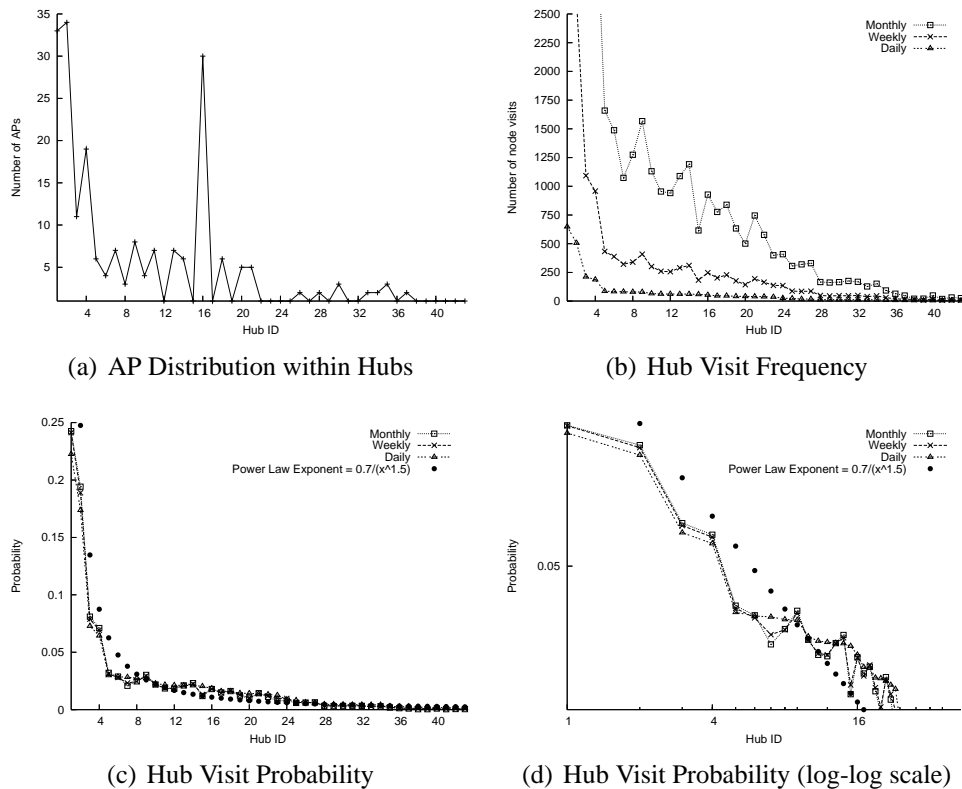 35
30
25
20
15
10
5
Number of APs
4 8 12 16 20 24 28 32 36 40
Hub ID
(a) AP Distribution within Hubs
2500
2250
2000
1750
1500
1250
1000
750
500
250
0
Number of node visits
Monthly
Weekly
Daily
4 8 12 16 20 24 28 32 36 40
Hub ID
(b) Hub Visit Frequency
0.25
0.2
0.15
0.1
0.05
0
Probability
Monthly
Weekly
Daily
Power Law Exponent = 0.7/(x^1.5)
4 8 12 16 20 24 28 32 36 40
Hub ID
(c) Hub Visit Probability
0.05
Probability
Monthly
Weekly
Daily
Power Law Exponent = 0.7/(x^1.5)
1 4 16
Hub ID
(d) Hub Visit Probability (log-log scale)